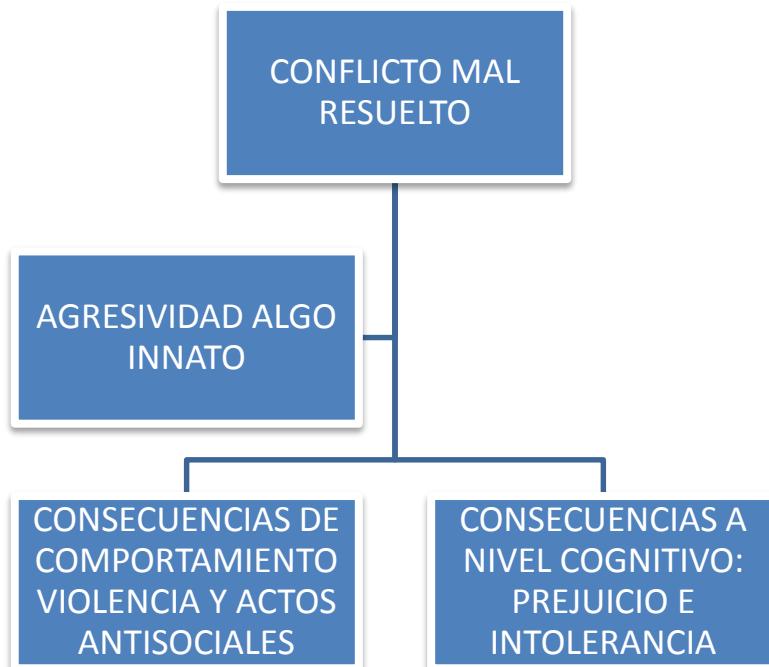 CONFLICTO MAL
RESUELTO
AGRESIVIDAD ALGO
INNATO
CONSECUENCIAS DE
COMPORTAMIENTO
VIOLENCIA Y ACTOS
ANTISOCIALES
CONSECUENCIAS A
NIVEL COGNITIVO:
PREJUICIO E
INTOLERANCIA